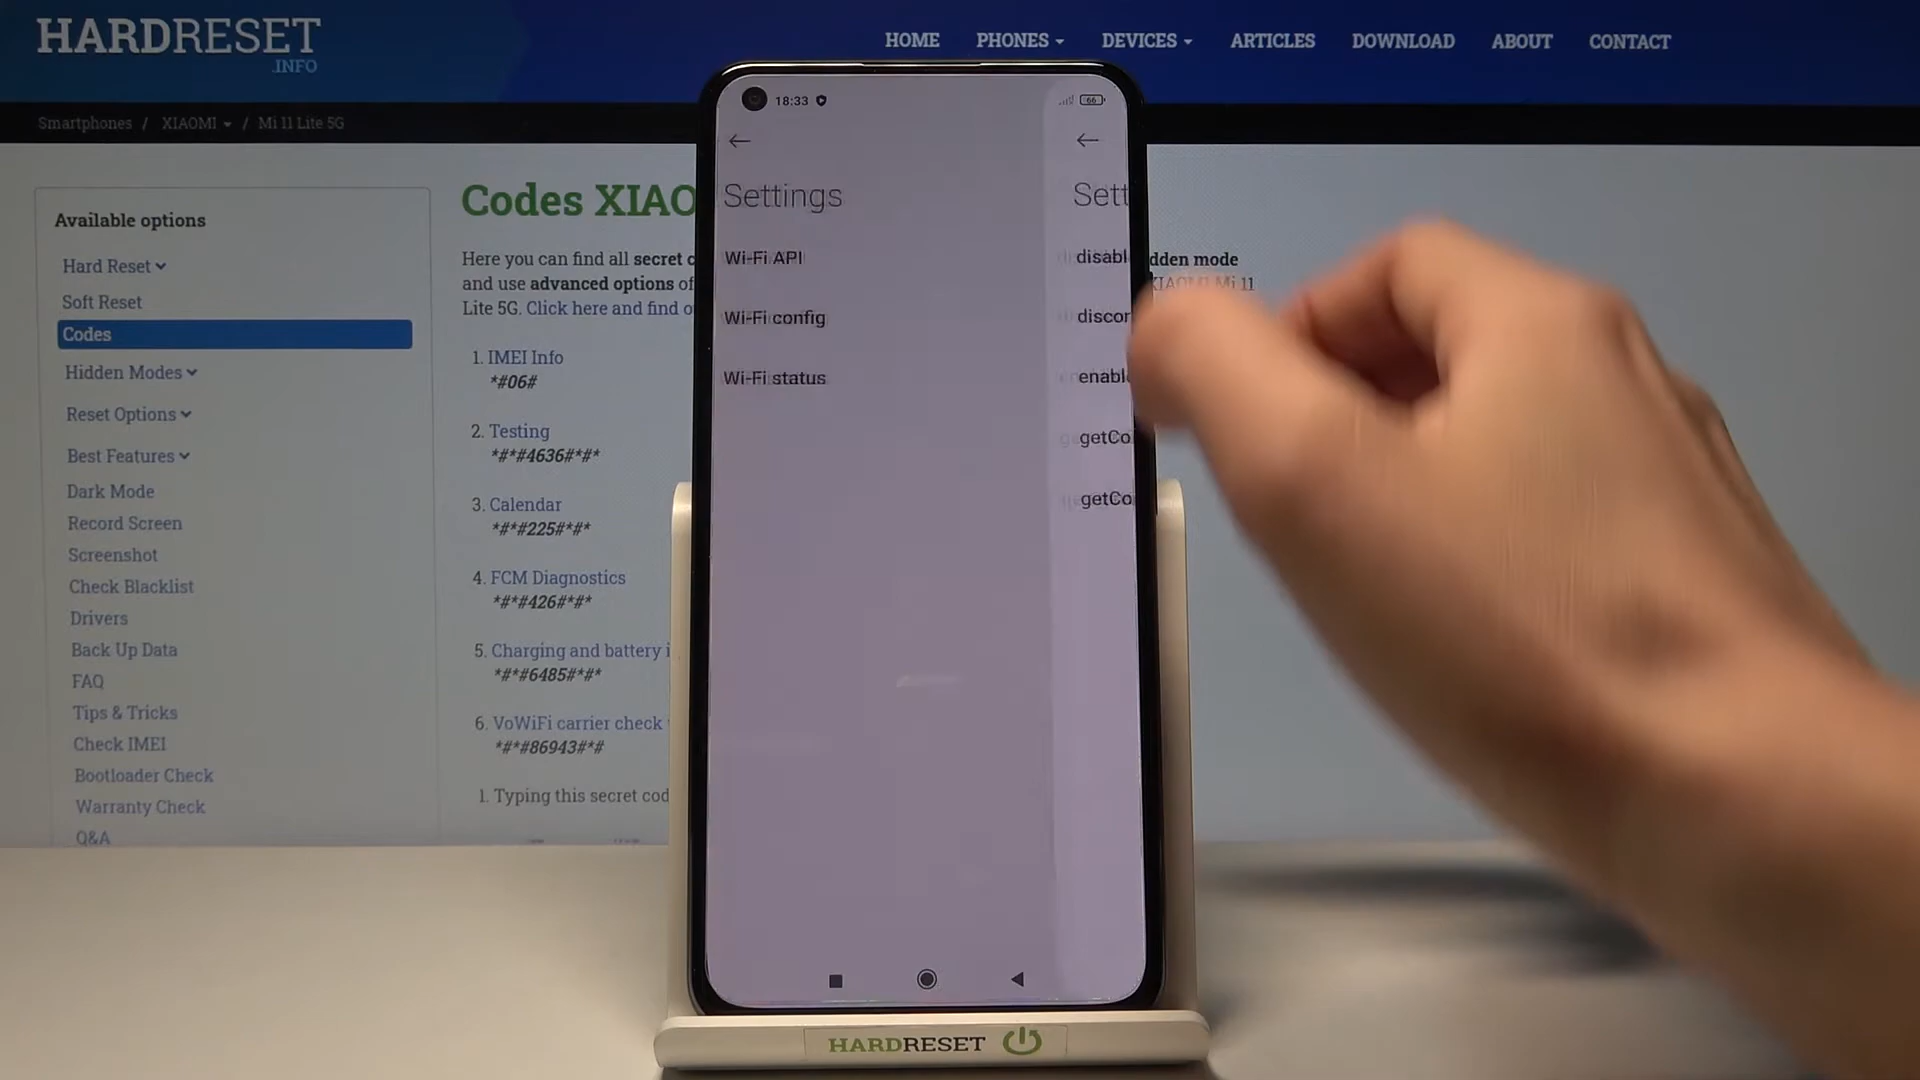 HARDRESET
.INFO
HOME PHONES DEVICES ARTICLES DOWNLOAD ABOUT CONTACT
Smartphones / XIAOMI / Mi 11 Lite 5G
Available options
Hard Reset
Soft Reset
Codes
Hidden Modes
Reset Options
Best Features
Dark Mode
Record Screen
Screenshot
Check Blacklist
Drivers
Back Up Data
FAQ
Tips & Tricks
Check IMEI
Bootloader Check
Warranty Check
Q&A
Codes XIAO
Here you can find all secret c
and use advanced options of
Lite 5G. Click here and find o
dden mode
XIAOMI Mi 11
1. IMEI Info
*#06#
2. Testing
*#*#4636#*#*
3. Calendar
*#*#225#*#*
4. FCM Diagnostics
*#*#426#*#*
5. Charging and battery i
*#*#6485#*#*
6. VoWiFi carrier check
*#*#86943#*#
1. Typing this secret cod
18:33
66
Settings
Wi-Fi API
Wi-Fi config
Wi-Fi status
Sett
disabl
discon
enable
getCo
getCo
HARDRESET